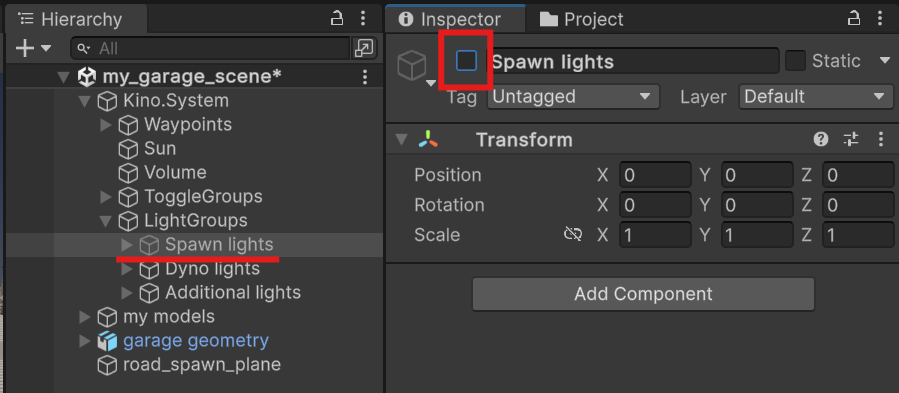 Hierarchy
All
my_garage_scene*
Kino.System
Waypoints
Sun
Volume
ToggleGroups
LightGroups
Spawn lights
Dyno lights
Additional lights
my models
garage geometry
road_spawn_plane
Inspector Project
Spawn lights Static
Tag Untagged Layer Default
Transform
Position X 0 Y 0 Z 0
Rotation X 0 Y 0 Z 0
Scale X 1 Y 1 Z 1
Add Component